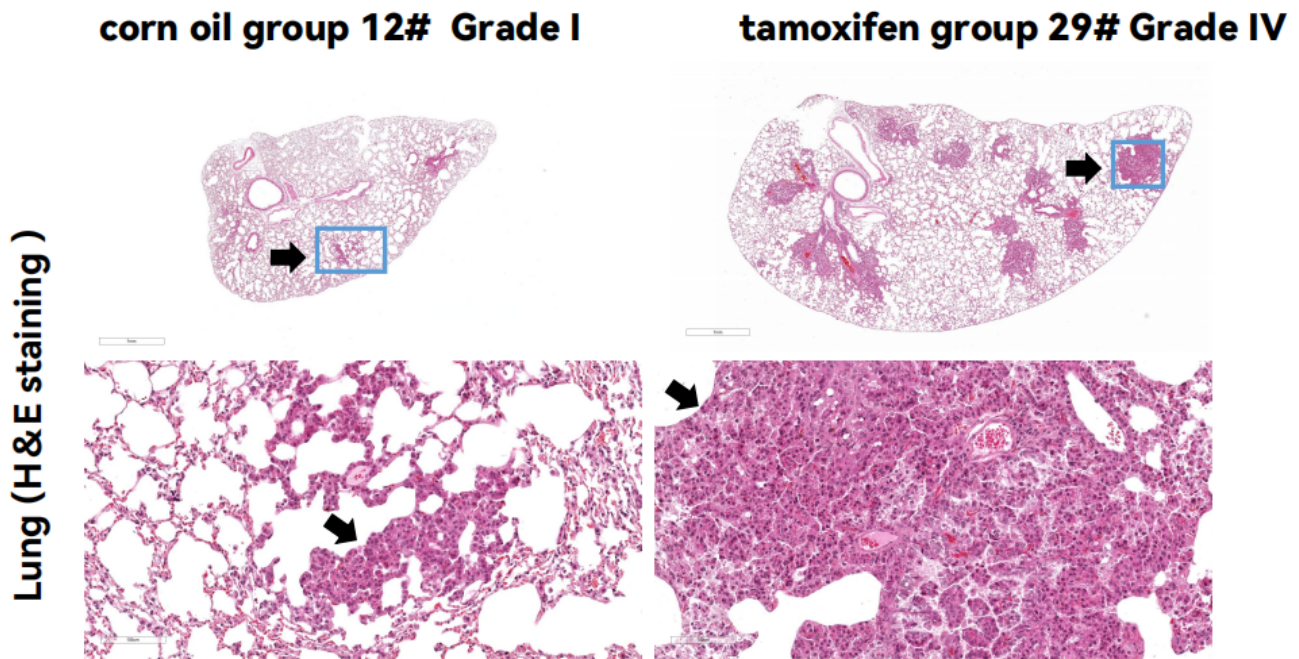 corn oil group 12# Grade I
tamoxifen group 29# Grade IV
Lung (H&E staining )